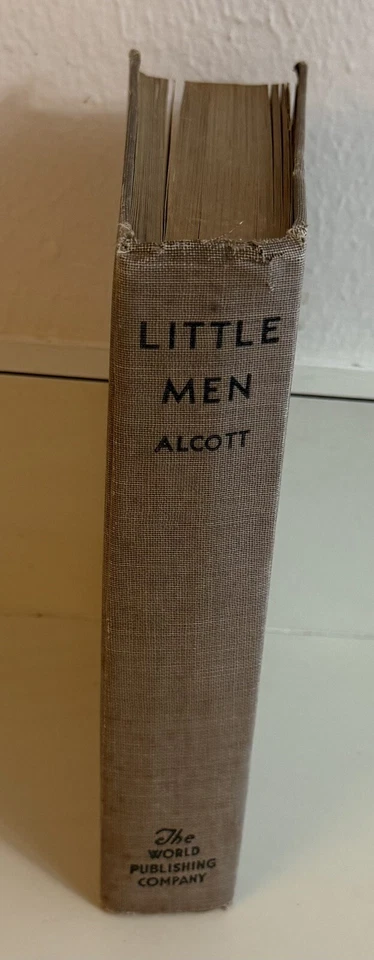 LITTLE
MEN
ALCOTT
The
WORLD
PUBLISHING
COMPANY